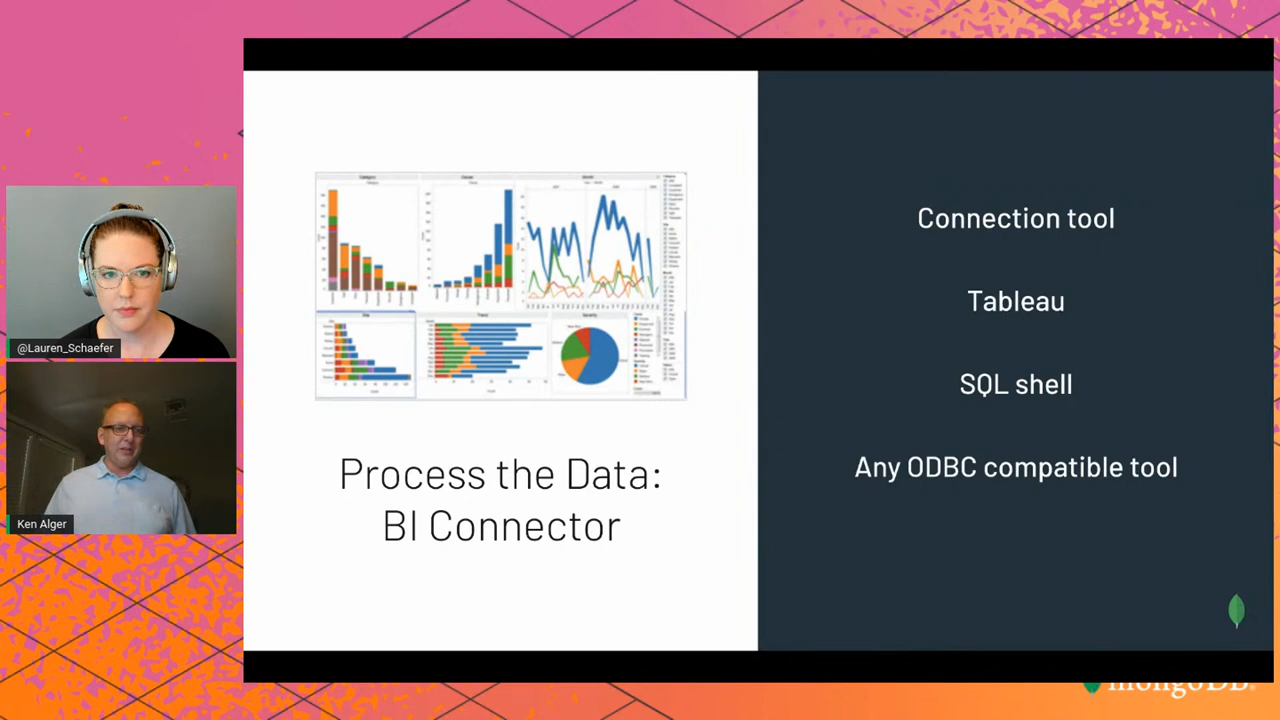 Connection tool
Tableau
SQL shell
Any ODBC compatible tool
Process the Data:
BI Connector
@Lauren_Schaefer
Ken Alger
mongoDB